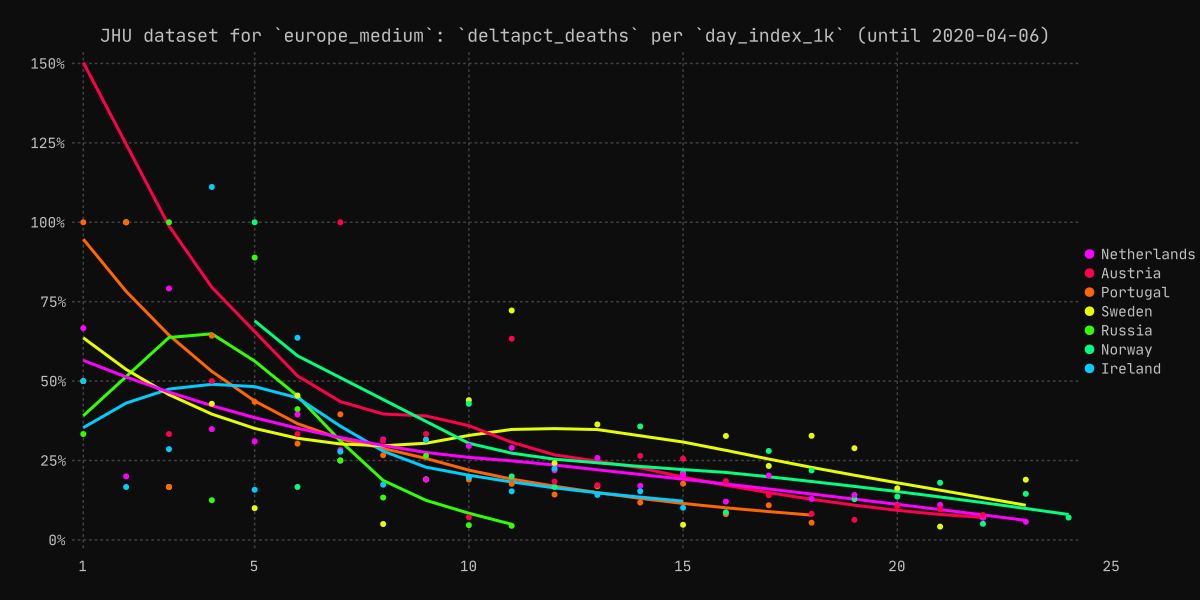 JHU dataset for `europe_medium`: `deltapct_deaths` per `day_index_1k` (until 2020-04-06)
150%
125%
100%
75%
50%
25%
0%
Netherlands
Austria
Portugal
Sweden
Russia
Norway
Ireland
1 5 10 15 20 25